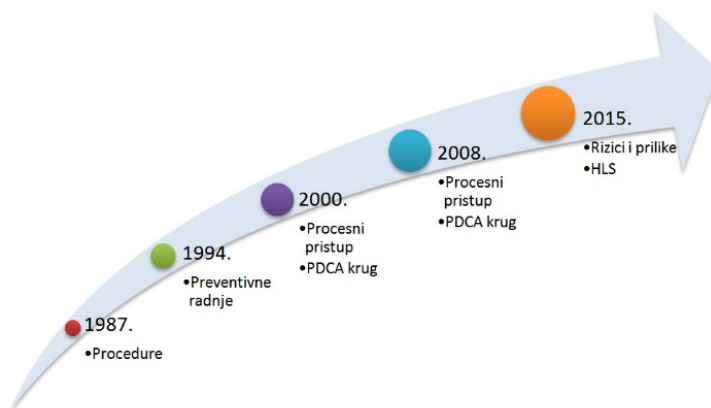 1987.
•Procedure
1994.
•Preventivne
radnje
2000.
•Procesni
pristup
•PDCA krug
2008.
•Procesni
pristup
•PDCA krug
2015.
•Rizici i prilike
•HLS